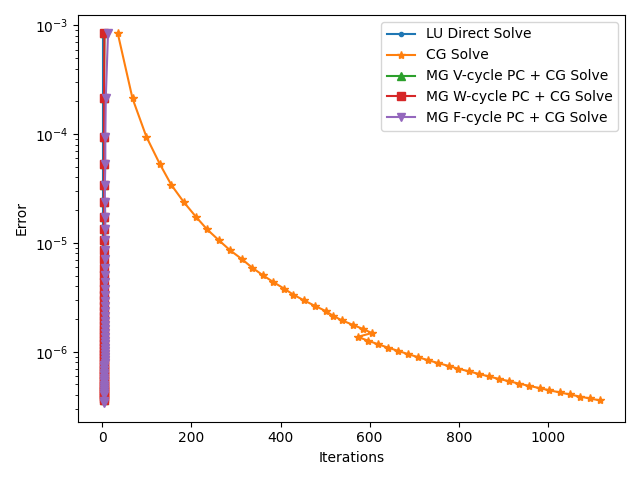 10⁻³
10⁻⁴
10⁻⁵
10⁻⁶
Error
0
200
400
600
800
1000
Iterations
LU Direct Solve
CG Solve
MG V-cycle PC + CG Solve
MG W-cycle PC + CG Solve
MG F-cycle PC + CG Solve